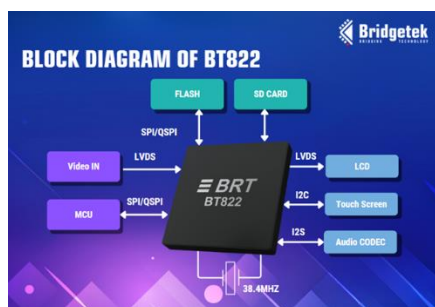 Bridgetek
BRIDGING TECHNOLOGY
BLOCK DIAGRAM OF BT822
FLASH
SD CARD
SPI/QSPI
Video IN
LVDS
LVDS
LCD
BRT
BT822
MCU
SPI/QSPI
I2C
Touch Screen
I2S
Audio CODEC
38.4MHZ